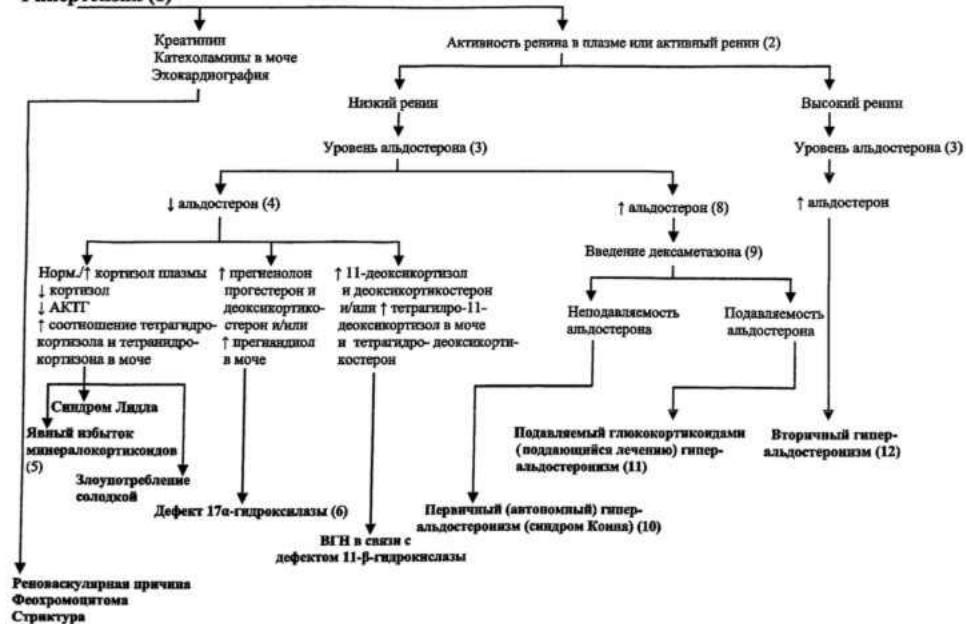 Гипертензия (1)
Креатинин
Катехоламины в моче
Эхокардиография
Активность ренина в плазме или активный ренин (2)
Низкий ренин
Высокий ренин
Уровень альдостерона (3)
Уровень альдостерона (3)
↓ альдостерон (4)
↑ альдостерон (8)
↑ альдостерон
Введение дексаметазона (9)
Норм./↑ кортизол плазмы
↓ кортизол
↓ АКТГ
↑ соотношение тетрагидро-
кортизола и тетранидро-
кортизона в моче
↑ прегненолон
прогестерон и
деоксикортико-
стерон и/или
↑ прегнандиол
в моче
↑ 11-деоксикортизол
и деоксикортикостерон
и/или ↑ тетрагилро-11-
деоксикортизол в моче
и тетрагидро- деоксикорти-
костерон
Неподавляемость
альдостерона
Подавляемость
альдостерона
Синдром Лидла
Явный избыток
минералокортикоидов
(5)
Злоупотребление
солодкой
Дефект 17α-гидроксилазы (6)
ВГН в связи с
дефектом 11-β-гидрокислазы
Первичный (автономный) гипер-
альдостеронизм (синдром Конна) (10)
Подавляемый глюкокортикоидами
(поддающийся лечению) гипер-
альдостеронизм (11)
Вторичный гипер-
альдостеронизм (12)
Реноваскулярная причина
Феохромоцитома
Стриктура